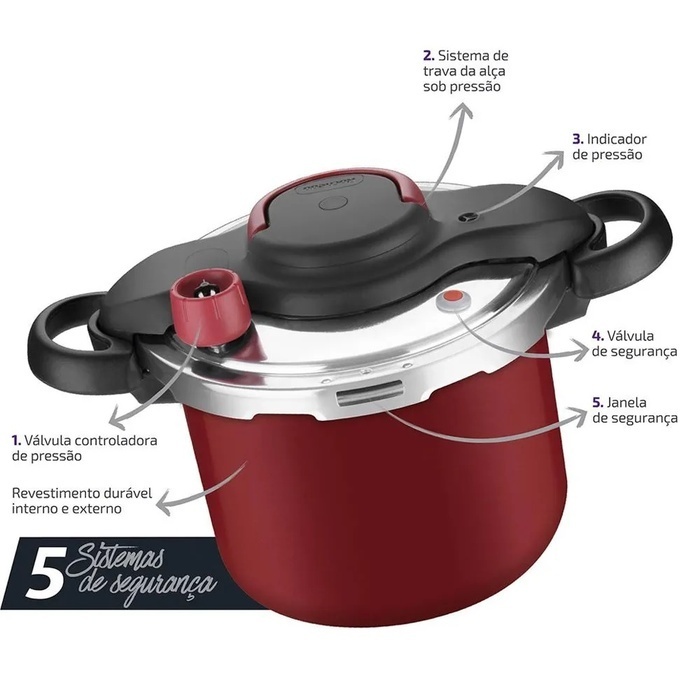 2. Sistema de
trava da alça
sob pressão
3. Indicador
de pressão
4. Válvula
de segurança
5. Janela
de segurança
1. Válvula controladora
de pressão
Revestimento durável
interno e externo
5 Sistemas
de segurança